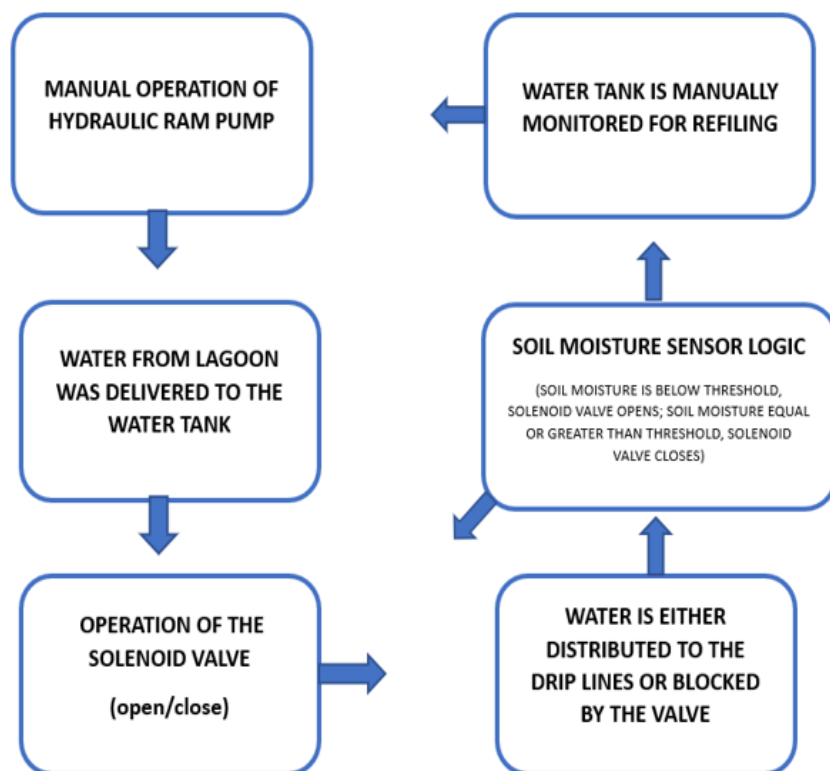 MANUAL OPERATION OF
HYDRAULIC RAM PUMP
WATER FROM LAGOON
WAS DELIVERED TO THE
WATER TANK
OPERATION OF THE
SOLENOID VALVE
(open/close)
WATER IS EITHER
DISTRIBUTED TO THE
DRIP LINES OR BLOCKED
BY THE VALVE
SOIL MOISTURE SENSOR LOGIC
(SOIL MOISTURE IS BELOW THRESHOLD,
SOLENOID VALVE OPENS; SOIL MOISTURE EQUAL
OR GREATER THAN THRESHOLD, SOLENOID
VALVE CLOSES)
WATER TANK IS MANUALLY
MONITORED FOR REFILING